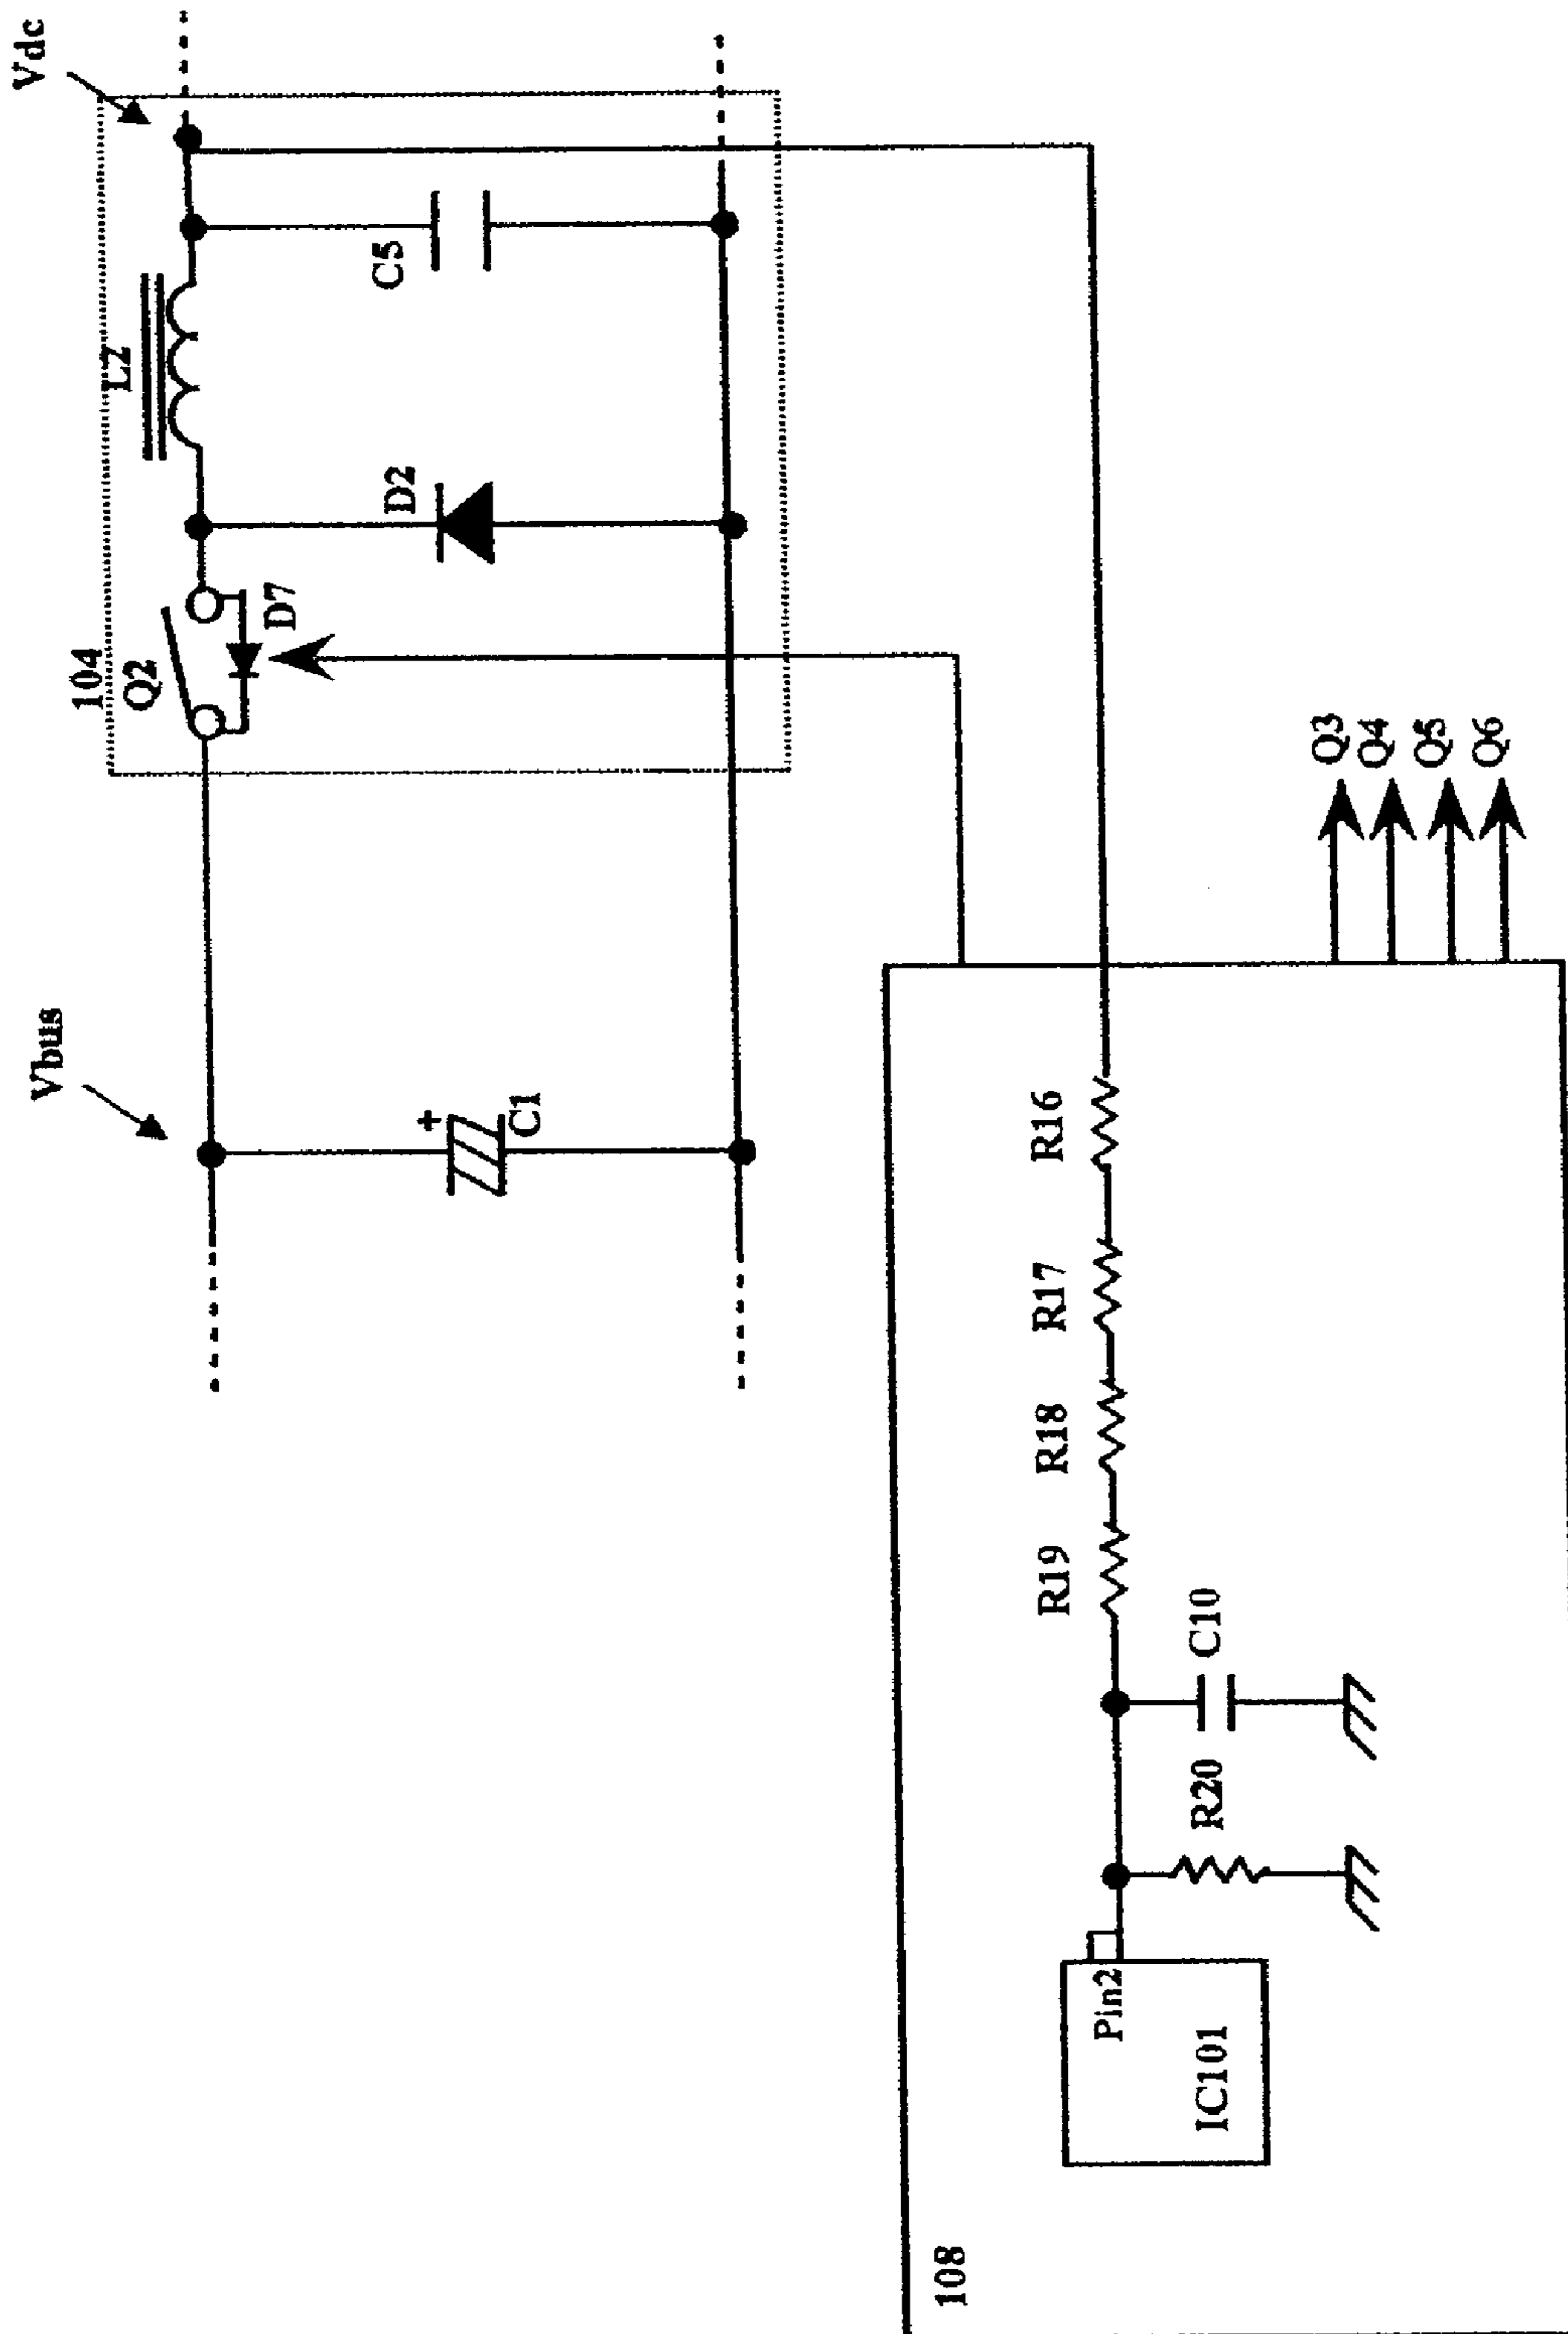 Vbus
Vdc
104
Q2
L2
D7
D2
C5
+
C1
108
R19
R18
R17
R16
Pin2
IC101
R20
C10
Q3
Q4
Q5
Q6